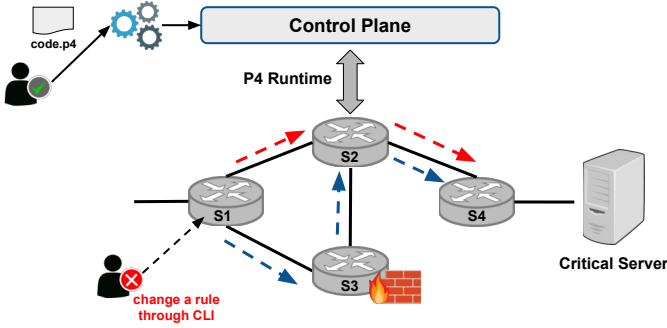 code.p4
Control Plane
P4 Runtime
S2
S1
S4
S3
Critical Server
change a rule
through CLI